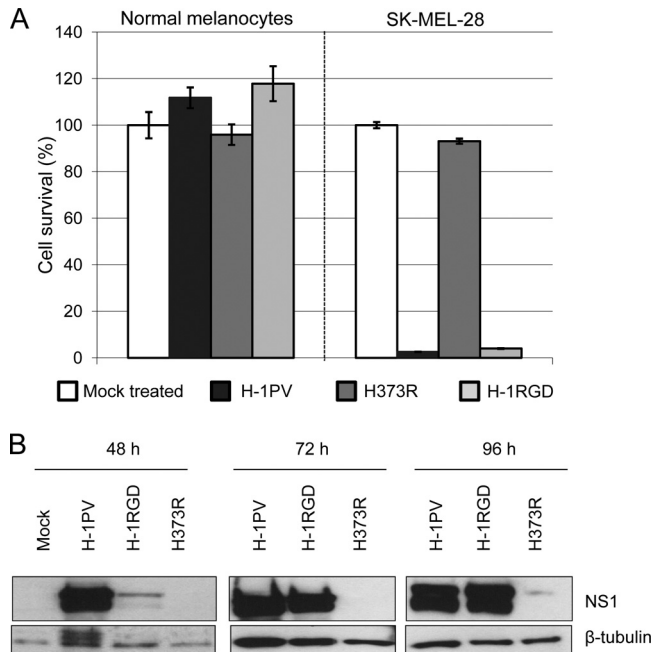 A
Normal melanocytes
SK-MEL-28
Cell survival (%)
140
120
100
80
60
40
20
0
Mock treated
H-1PV
H373R
H-1RGD
B
48 h
72 h
96 h
Mock
H-1PV
H-1RGD
H373R
H-1PV
H-1RGD
H373R
H-1PV
H-1RGD
H373R
NS1
β-tubulin